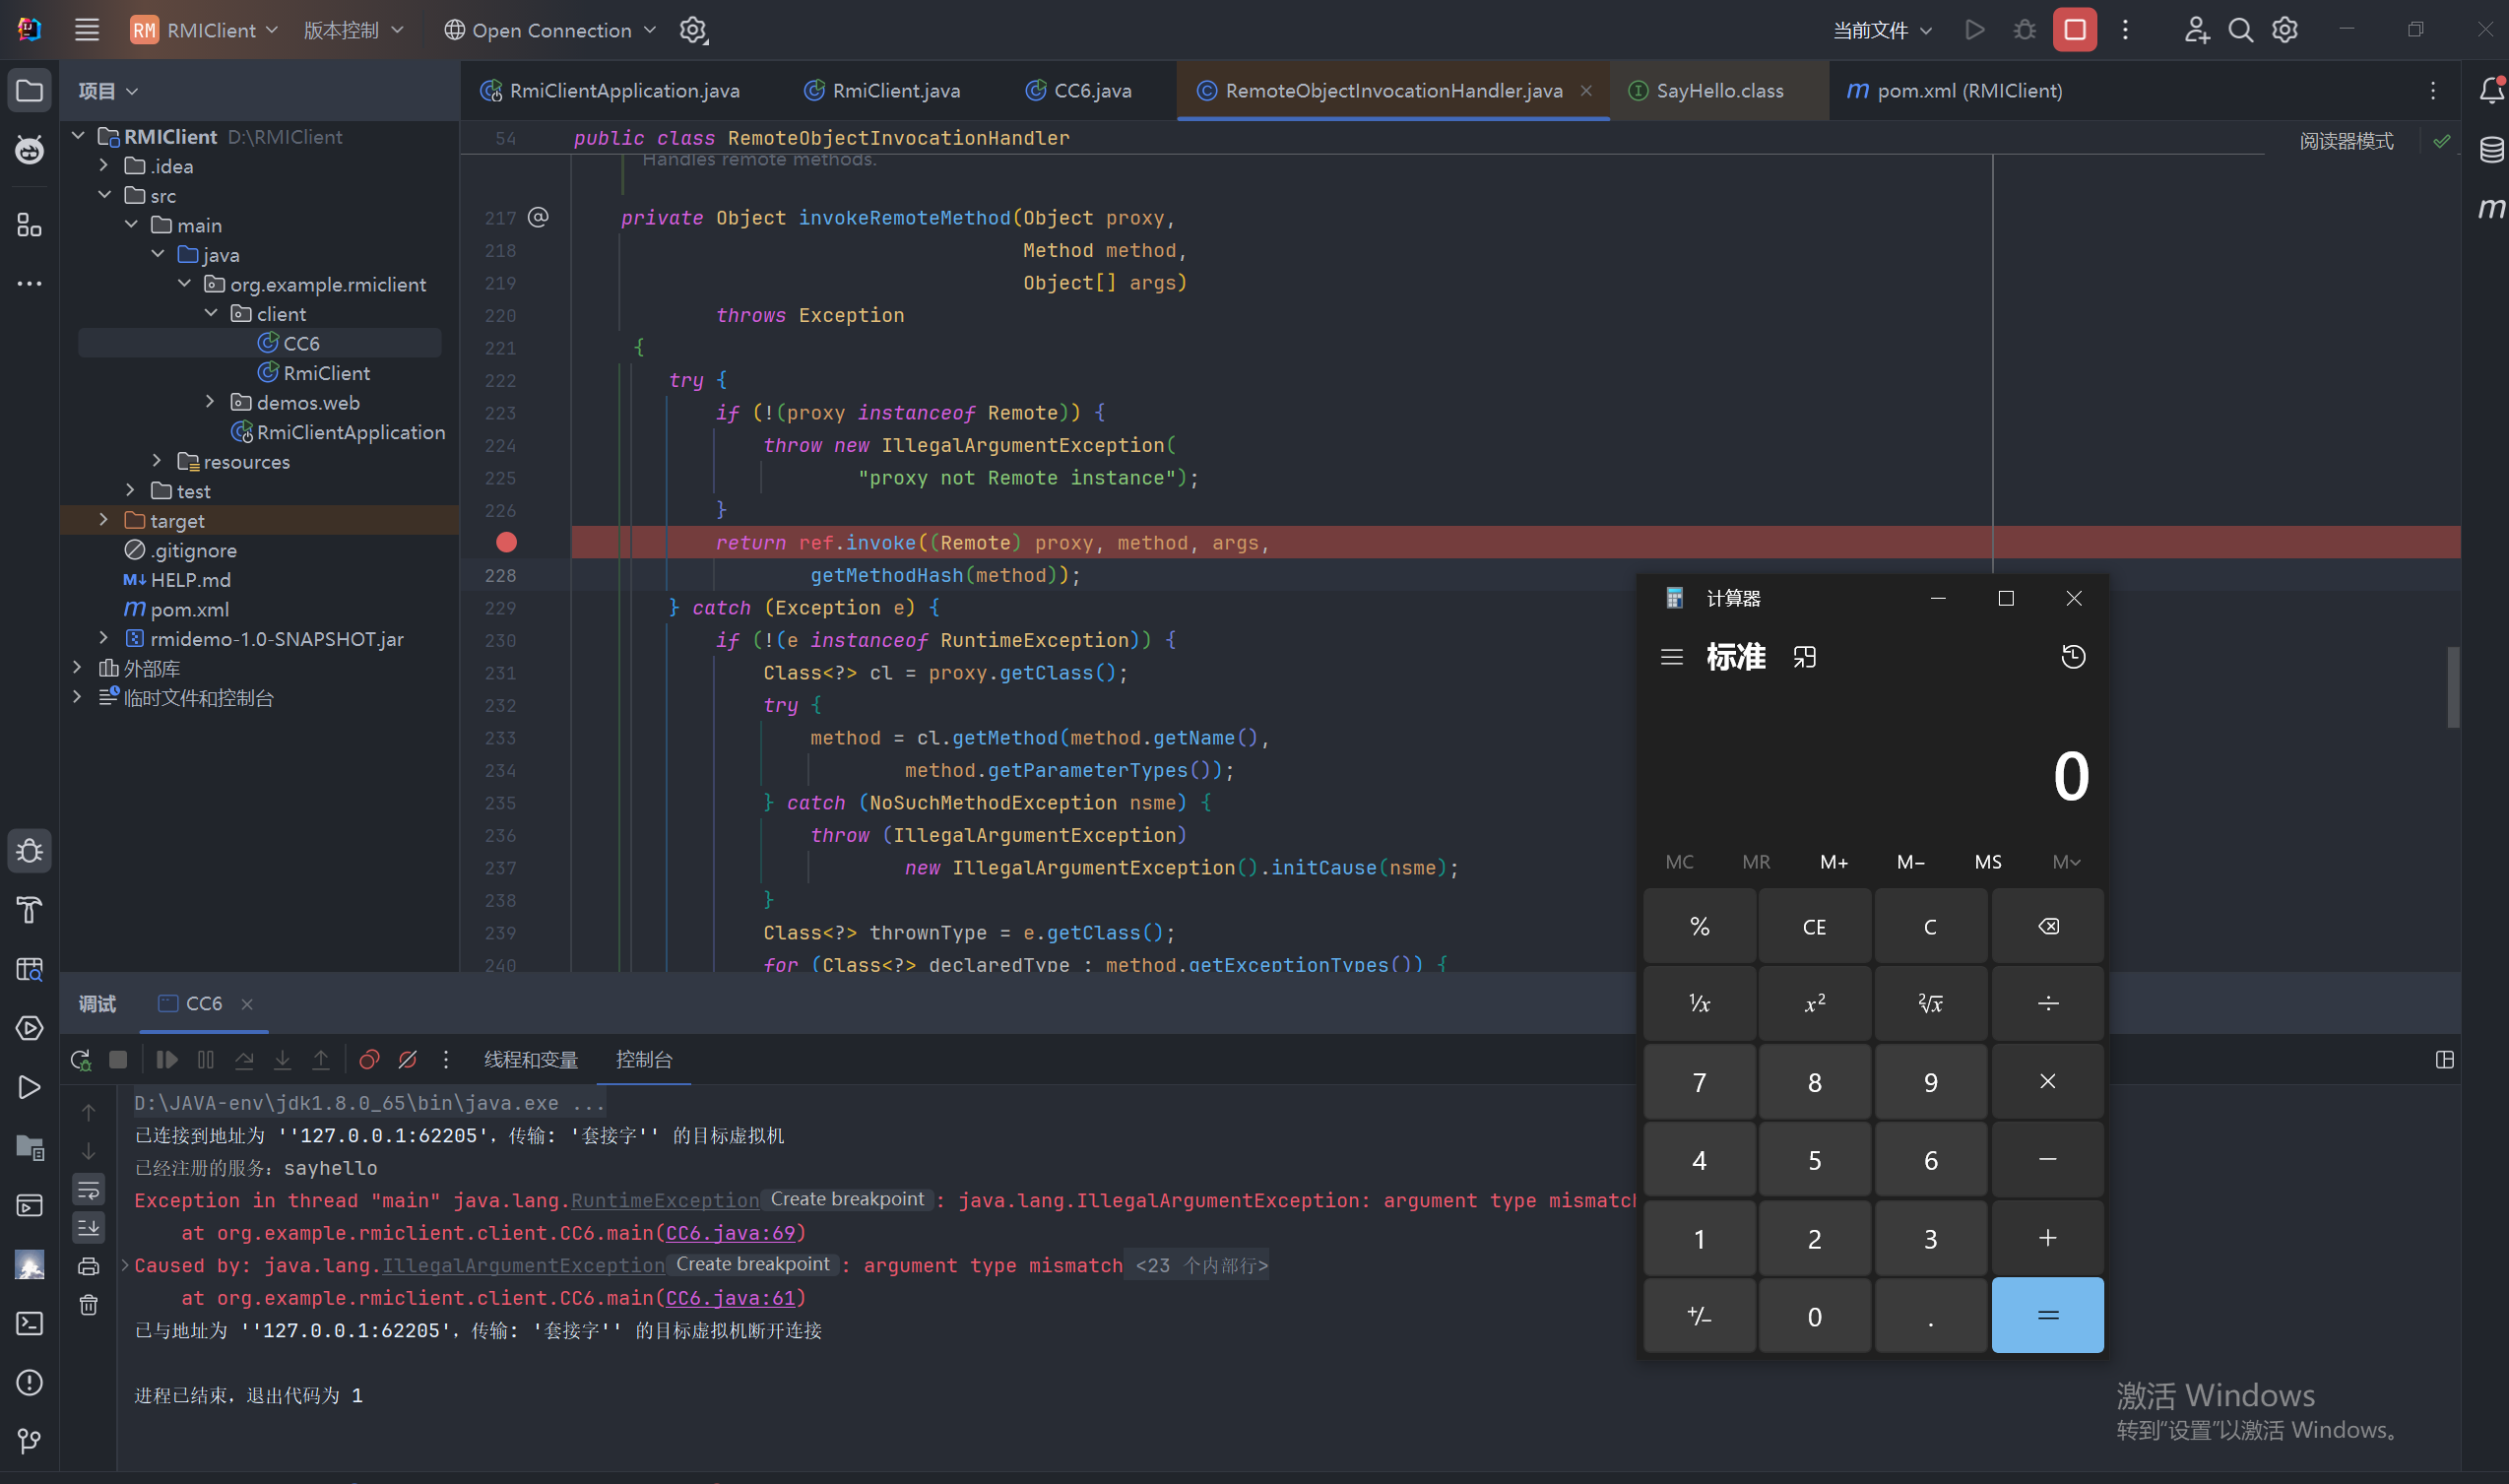 RM RMIClient 版本控制 Open Connection 当前文件
项目
RmiClientApplication.java RmiClient.java CC6.java RemoteObjectInvocationHandler.java SayHello.class m pom.xml (RMIClient)
RMIClient D:\RMIClient
.idea
src
main
java
org.example.rmiclient
client
CC6
RmiClient
demos.web
RmiClientApplication
resources
test
target
.gitignore
M↓ HELP.md
m pom.xml
rmidemo-1.0-SNAPSHOT.jar
外部库
临时文件和控制台
54 public class RemoteObjectInvocationHandler
阅读器模式
Handles remote methods.
217 @ private Object invokeRemoteMethod(Object proxy,
218 Method method,
219 Object[] args)
220 throws Exception
221 {
222 try {
223 if (!(proxy instanceof Remote)) {
224 throw new IllegalArgumentException(
225 "proxy not Remote instance");
226 }
return ref.invoke((Remote) proxy, method, args,
228 getMethodHash(method));
229 } catch (Exception e) {
230 if (!(e instanceof RuntimeException)) {
231 Class<?> cl = proxy.getClass();
232 try {
233 method = cl.getMethod(method.getName(),
234 method.getParameterTypes());
235 } catch (NoSuchMethodException nsme) {
236 throw (IllegalArgumentException)
237 new IllegalArgumentException().initCause(nsme);
238 }
239 Class<?> thrownType = e.getClass();
240 for (Class<?> declaredType : method.getExceptionTypes()) {
调试 CC6
线程和变量 控制台
D:\JAVA-env\jdk1.8.0_65\bin\java.exe ...
已连接到地址为 ''127.0.0.1:62205'，传输: '套接字'' 的目标虚拟机
已经注册的服务：sayhello
Exception in thread "main" java.lang.RuntimeException Create breakpoint : java.lang.IllegalArgumentException: argument type mismatch
at org.example.rmiclient.client.CC6.main(CC6.java:69)
Caused by: java.lang.IllegalArgumentException Create breakpoint : argument type mismatch <23 个内部行>
at org.example.rmiclient.client.CC6.main(CC6.java:61)
已与地址为 ''127.0.0.1:62205'，传输: '套接字'' 的目标虚拟机断开连接
进程已结束，退出代码为 1
计算器
标准
0
MC MR M+ M− MS M
% CE C
¹⁄x x² ²√x ÷
7 8 9 ×
4 5 6 −
1 2 3 +
+/− 0 . =
激活 Windows
转到“设置”以激活 Windows。
m